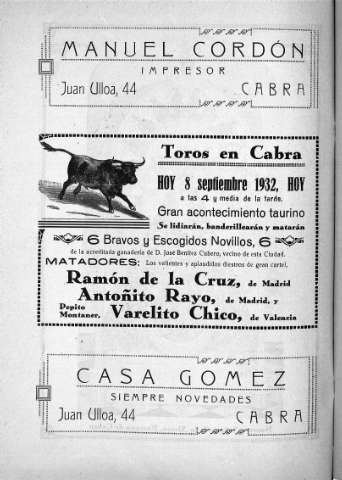 MANUEL CORDÓN
IMPRESOR
Juan Ulloa, 44 CABRA
Toros en Cabra
HOY 8 septiembre 1932, HOY
a las 4 y media de la tarde.
Gran acontecimiento taurino
Se lidiarán, banderillearán y matarán
6 Bravos y Escogidos Novillos, 6
de la acreditada ganadería de D. José Benítez Cubero, vecino de esta Ciudad.
MATADORES: Los valientes y aplaudidos diestros de gran cartel,
Ramón de la Cruz, de Madrid
Antoñito Rayo, de Madrid, y
Pepito Montaner, Varelito Chico, de Valencia
CASA GOMEZ
SIEMPRE NOVEDADES
Juan Ulloa, 44 CABRA